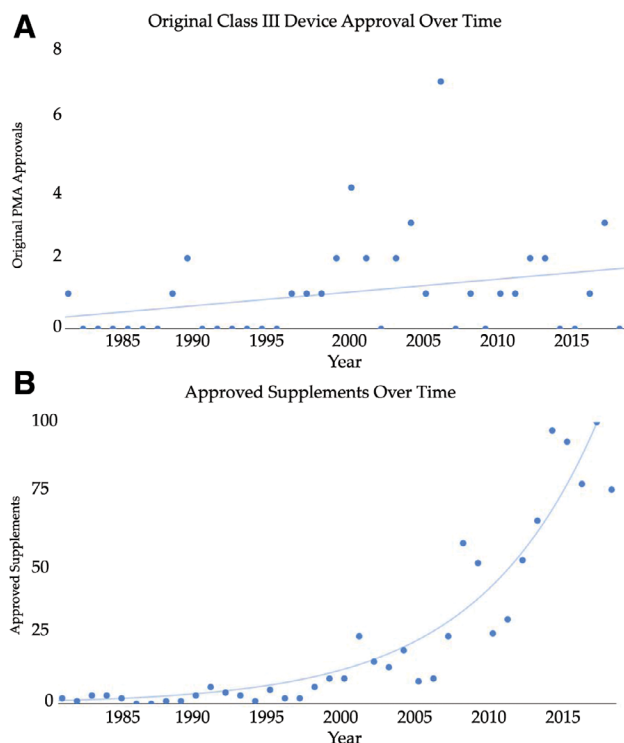 A
Original Class III Device Approval Over Time
8
6
4
2
0
Original PMA Approvals
1985 1990 1995 2000 2005 2010 2015
Year
B
Approved Supplements Over Time
100
75
50
25
0
Approved Supplements
1985 1990 1995 2000 2005 2010 2015
Year